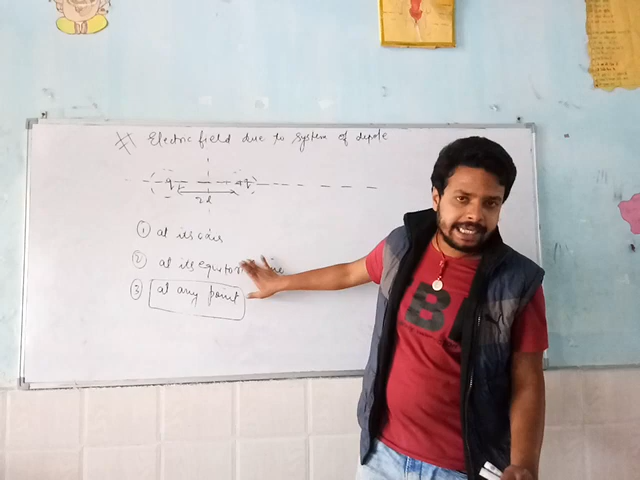 Electric field due to system of dipole
-q +q
2l
① at its axis
② at its equtor
③ at any point
B